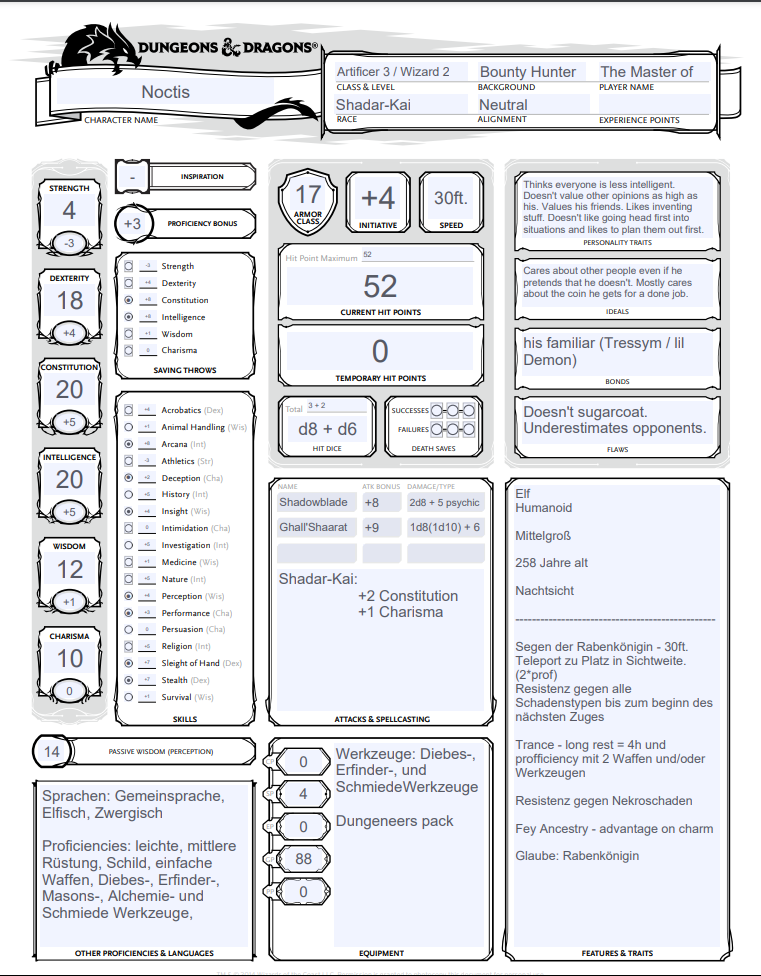 DUNGEONS & DRAGONS®
Noctis
CHARACTER NAME
Artificer 3 / Wizard 2
Bounty Hunter
The Master of
CLASS & LEVEL
BACKGROUND
PLAYER NAME
Shadar-Kai
Neutral
RACE
ALIGNMENT
EXPERIENCE POINTS
STRENGTH
4
-3
DEXTERITY
18
+4
CONSTITUTION
20
+5
INTELLIGENCE
20
+5
WISDOM
12
+1
CHARISMA
10
0
-
INSPIRATION
+3
PROFICIENCY BONUS
-3 Strength
+4 Dexterity
+8 Constitution
+8 Intelligence
+1 Wisdom
0 Charisma
SAVING THROWS
+4 Acrobatics (Dex)
+1 Animal Handling (Wis)
+8 Arcana (Int)
-3 Athletics (Str)
+3 Deception (Cha)
+5 History (Int)
+4 Insight (Wis)
0 Intimidation (Cha)
+5 Investigation (Int)
+1 Medicine (Wis)
+5 Nature (Int)
+4 Perception (Wis)
+3 Performance (Cha)
0 Persuasion (Cha)
+5 Religion (Int)
+7 Sleight of Hand (Dex)
+7 Stealth (Dex)
+1 Survival (Wis)
SKILLS
14
PASSIVE WISDOM (PERCEPTION)
Sprachen: Gemeinsprache,
Elfisch, Zwergisch
Proficiencies: leichte, mittlere
Rüstung, Schild, einfache
Waffen, Diebes-, Erfinder-,
Masons-, Alchemie- und
Schmiede Werkzeuge,
OTHER PROFICIENCIES & LANGUAGES
17
ARMOR
CLASS
+4
INITIATIVE
30ft.
SPEED
Hit Point Maximum 52
52
CURRENT HIT POINTS
0
TEMPORARY HIT POINTS
Total 3 + 2
d8 + d6
HIT DICE
SUCCESSES
FAILURES
DEATH SAVES
NAME
ATK BONUS
DAMAGE/TYPE
Shadowblade
+8
2d8 + 5 psychic
Ghall'Shaarat
+9
1d8(1d10) + 6
Shadar-Kai:
+2 Constitution
+1 Charisma
ATTACKS & SPELLCASTING
CP
0
SP
4
EP
0
GP
88
PP
0
Werkzeuge: Diebes-,
Erfinder-, und
SchmiedeWerkzeuge
Dungeneers pack
EQUIPMENT
Thinks everyone is less intelligent.
Doesn't value other opinions as high as
his. Values his friends. Likes inventing
stuff. Doesn't like going head first into
situations and likes to plan them out first.
PERSONALITY TRAITS
Cares about other people even if he
pretends that he doesn't. Mostly cares
about the coin he gets for a done job.
IDEALS
his familiar (Tressym / lil
Demon)
BONDS
Doesn't sugarcoat.
Underestimates opponents.
FLAWS
Elf
Humanoid
Mittelgroß
258 Jahre alt
Nachtsicht
------------------------------------------------
Segen der Rabenkönigin - 30ft.
Teleport zu Platz in Sichtweite.
(2*prof)
Resistenz gegen alle
Schadenstypen bis zum beginn des
nächsten Zuges
Trance - long rest = 4h und
profficiency mit 2 Waffen und/oder
Werkzeugen
Resistenz gegen Nekroschaden
Fey Ancestry - advantage on charm
Glaube: Rabenkönigin
FEATURES & TRAITS